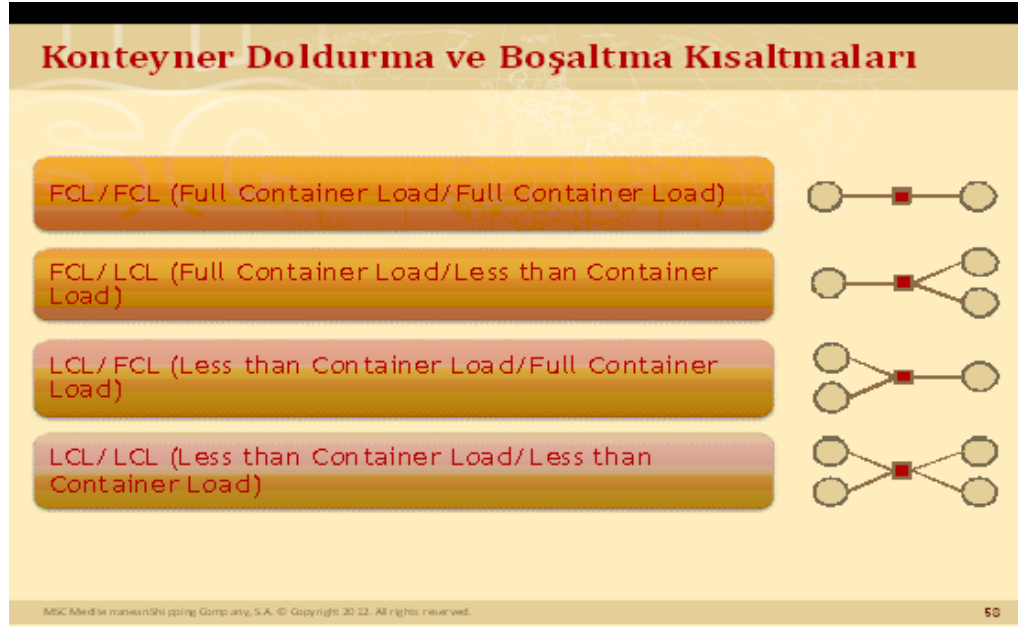 Konteyner Doldurma ve Boşaltma Kısaltmaları
FCL/FCL (Full Container Load/Full Container Load)
FCL/LCL (Full Container Load/Less than Container
Load)
LCL/FCL (Less than Container Load/Full Container
Load)
LCL/LCL (Less than Container Load/Less than
Container Load)
MSC Mediterranean Shipping Company, S.A. © Copyright 2012. All rights reserved.
58